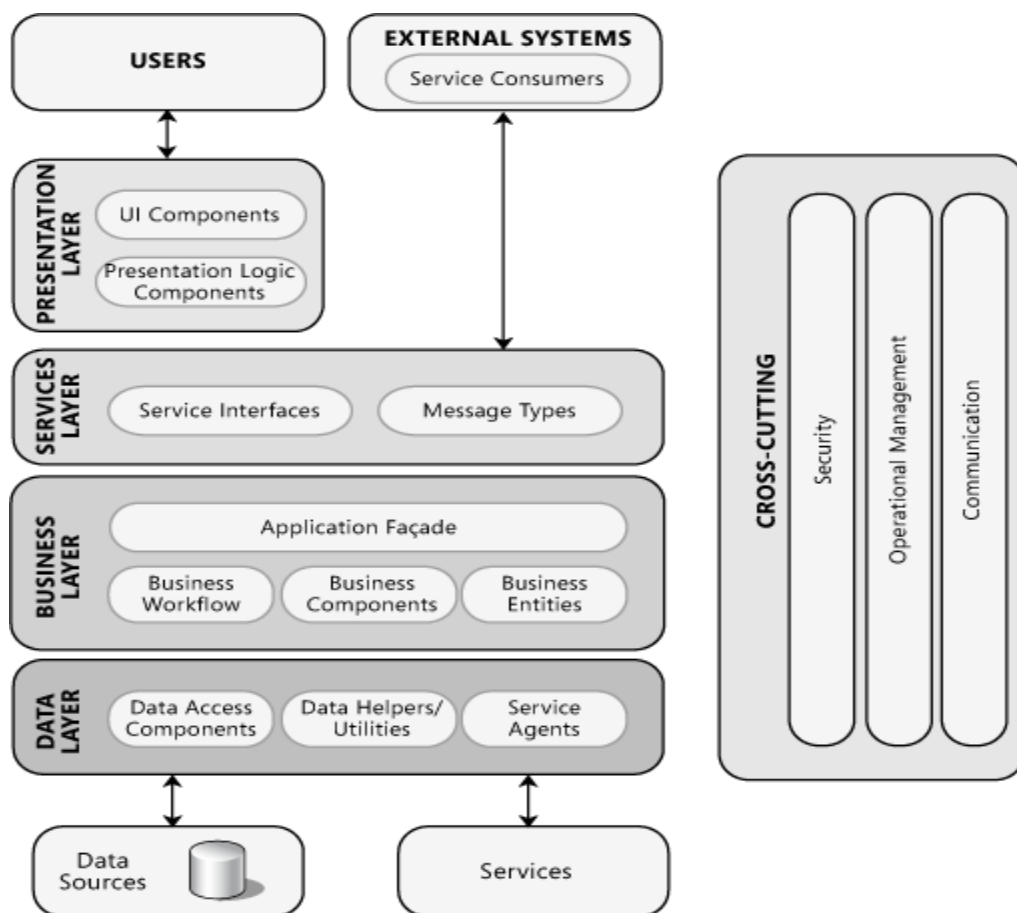 USERS
EXTERNAL SYSTEMS
Service Consumers
PRESENTATION
LAYER
UI Components
Presentation Logic
Components
SERVICES
LAYER
Service Interfaces
Message Types
BUSINESS
LAYER
Application Façade
Business
Workflow
Business
Components
Business
Entities
DATA
LAYER
Data Access
Components
Data Helpers/
Utilities
Service
Agents
Data
Sources
Services
CROSS-CUTTING
Security
Operational Management
Communication